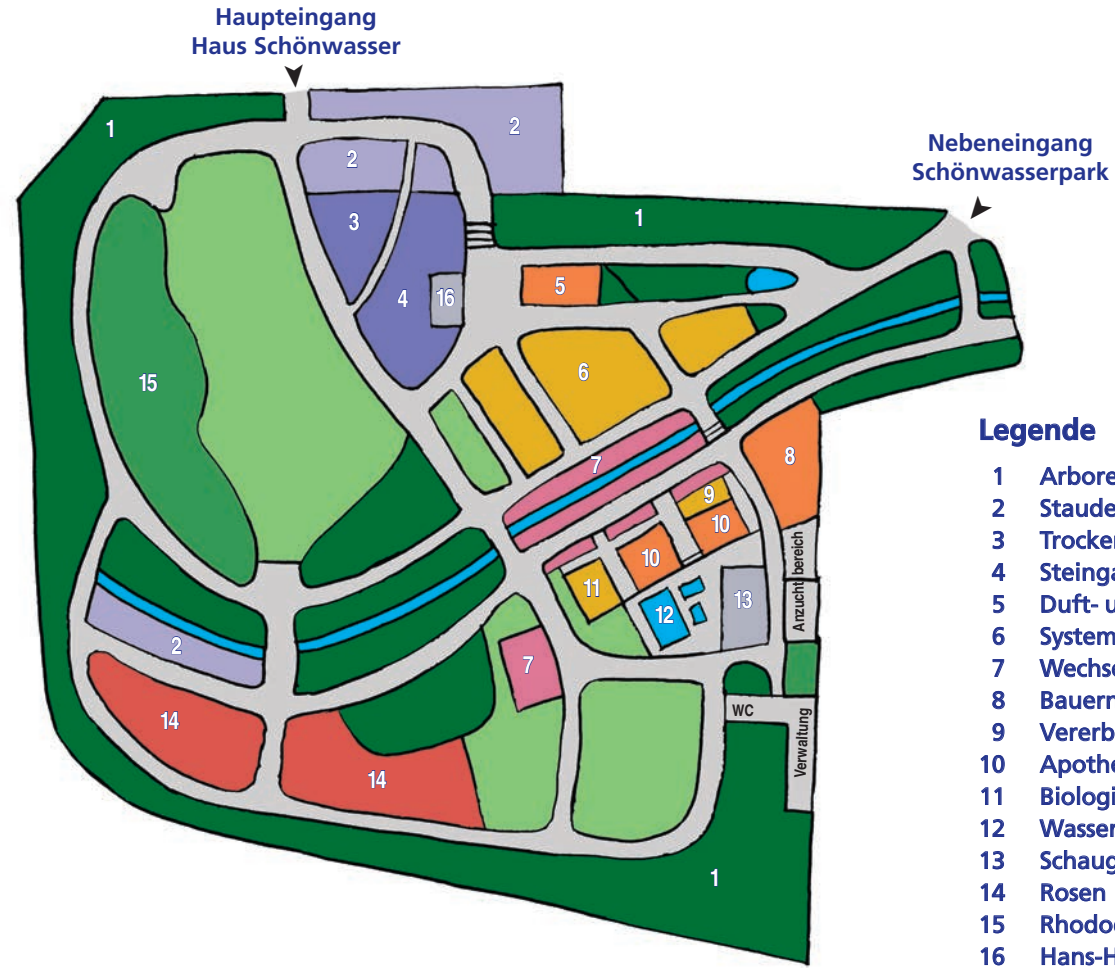 Haupteingang
Haus Schönwasser
1
2
Nebeneingang
Schönwasserpark
2
3
1
4
16
5
15
6
7
8
9
10
10
11
12
13
Anzuchtbereich
2
7
14
14
WC
Verwaltung
1
Legende
1 Arbore
2 Staude
3 Trocken
4 Steinga
5 Duft- u
6 System
7 Wechse
8 Bauern
9 Vererb
10 Apothe
11 Biologi
12 Wasser
13 Schaug
14 Rosen
15 Rhodo
16 Hans-H